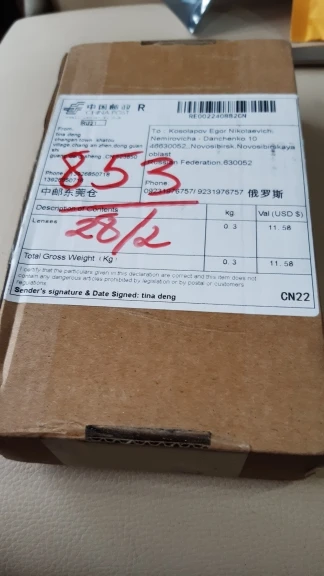 中国邮政 R
CHINA POST
RE002240882CN
From:
tina deng
To : Kosolapov Egor Nikolaevich;
Nemirovicha - Danchenko 10
48630052, Novosibirsk, Novosibirskaya
oblast
Federation, 630052
Phone
Phone
09231976757/9231976757 俄罗斯
中邮东莞仓
853
28/2
Description of Contents
kg
Val (USD $)
Lenses
0.3
11.58
Total Gross Weight (Kg)
0.3
11.58
I certify that the particulars given in this declaration are correct and this item does not
contain any dangerous articles prohibited by legislation or by postal or customers
regulations
Sender's signature & Date Signed: tina deng
CN22